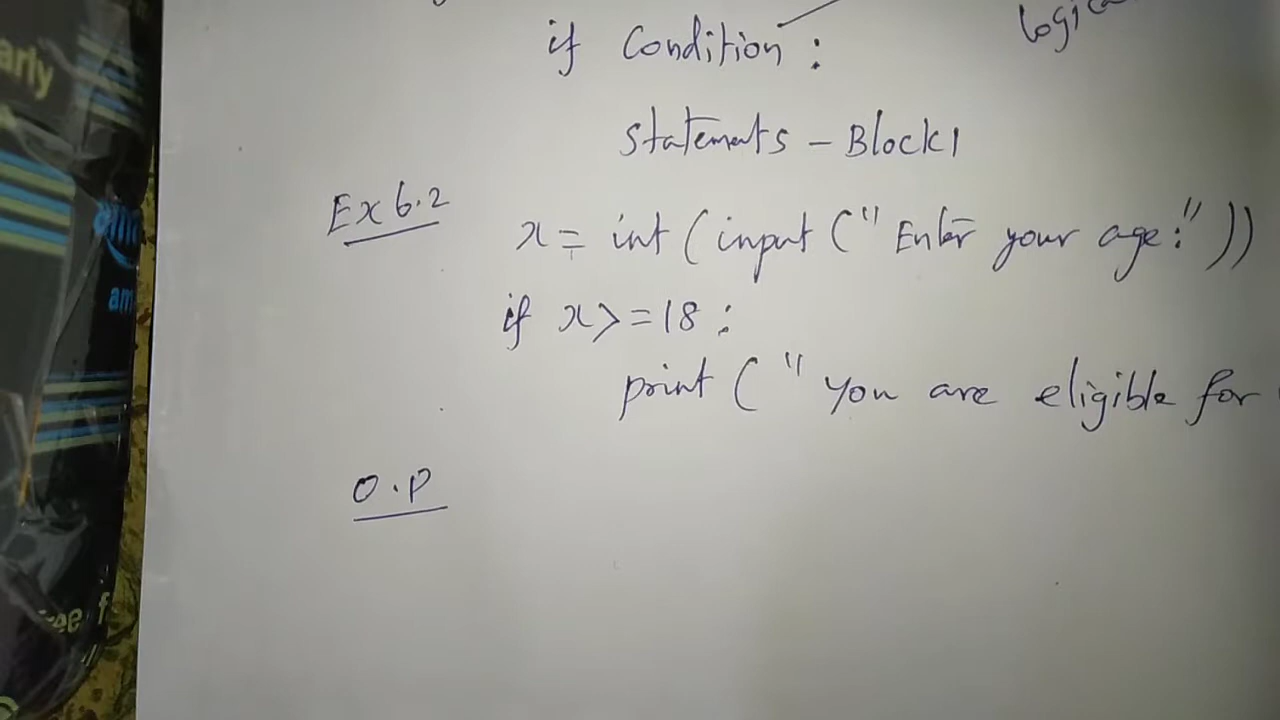 if Condition :
Statements - Block1
Ex 6.2
x = int (input ("Enter your age:"))
if x>=18 :
print (" You are eligible for
O.P